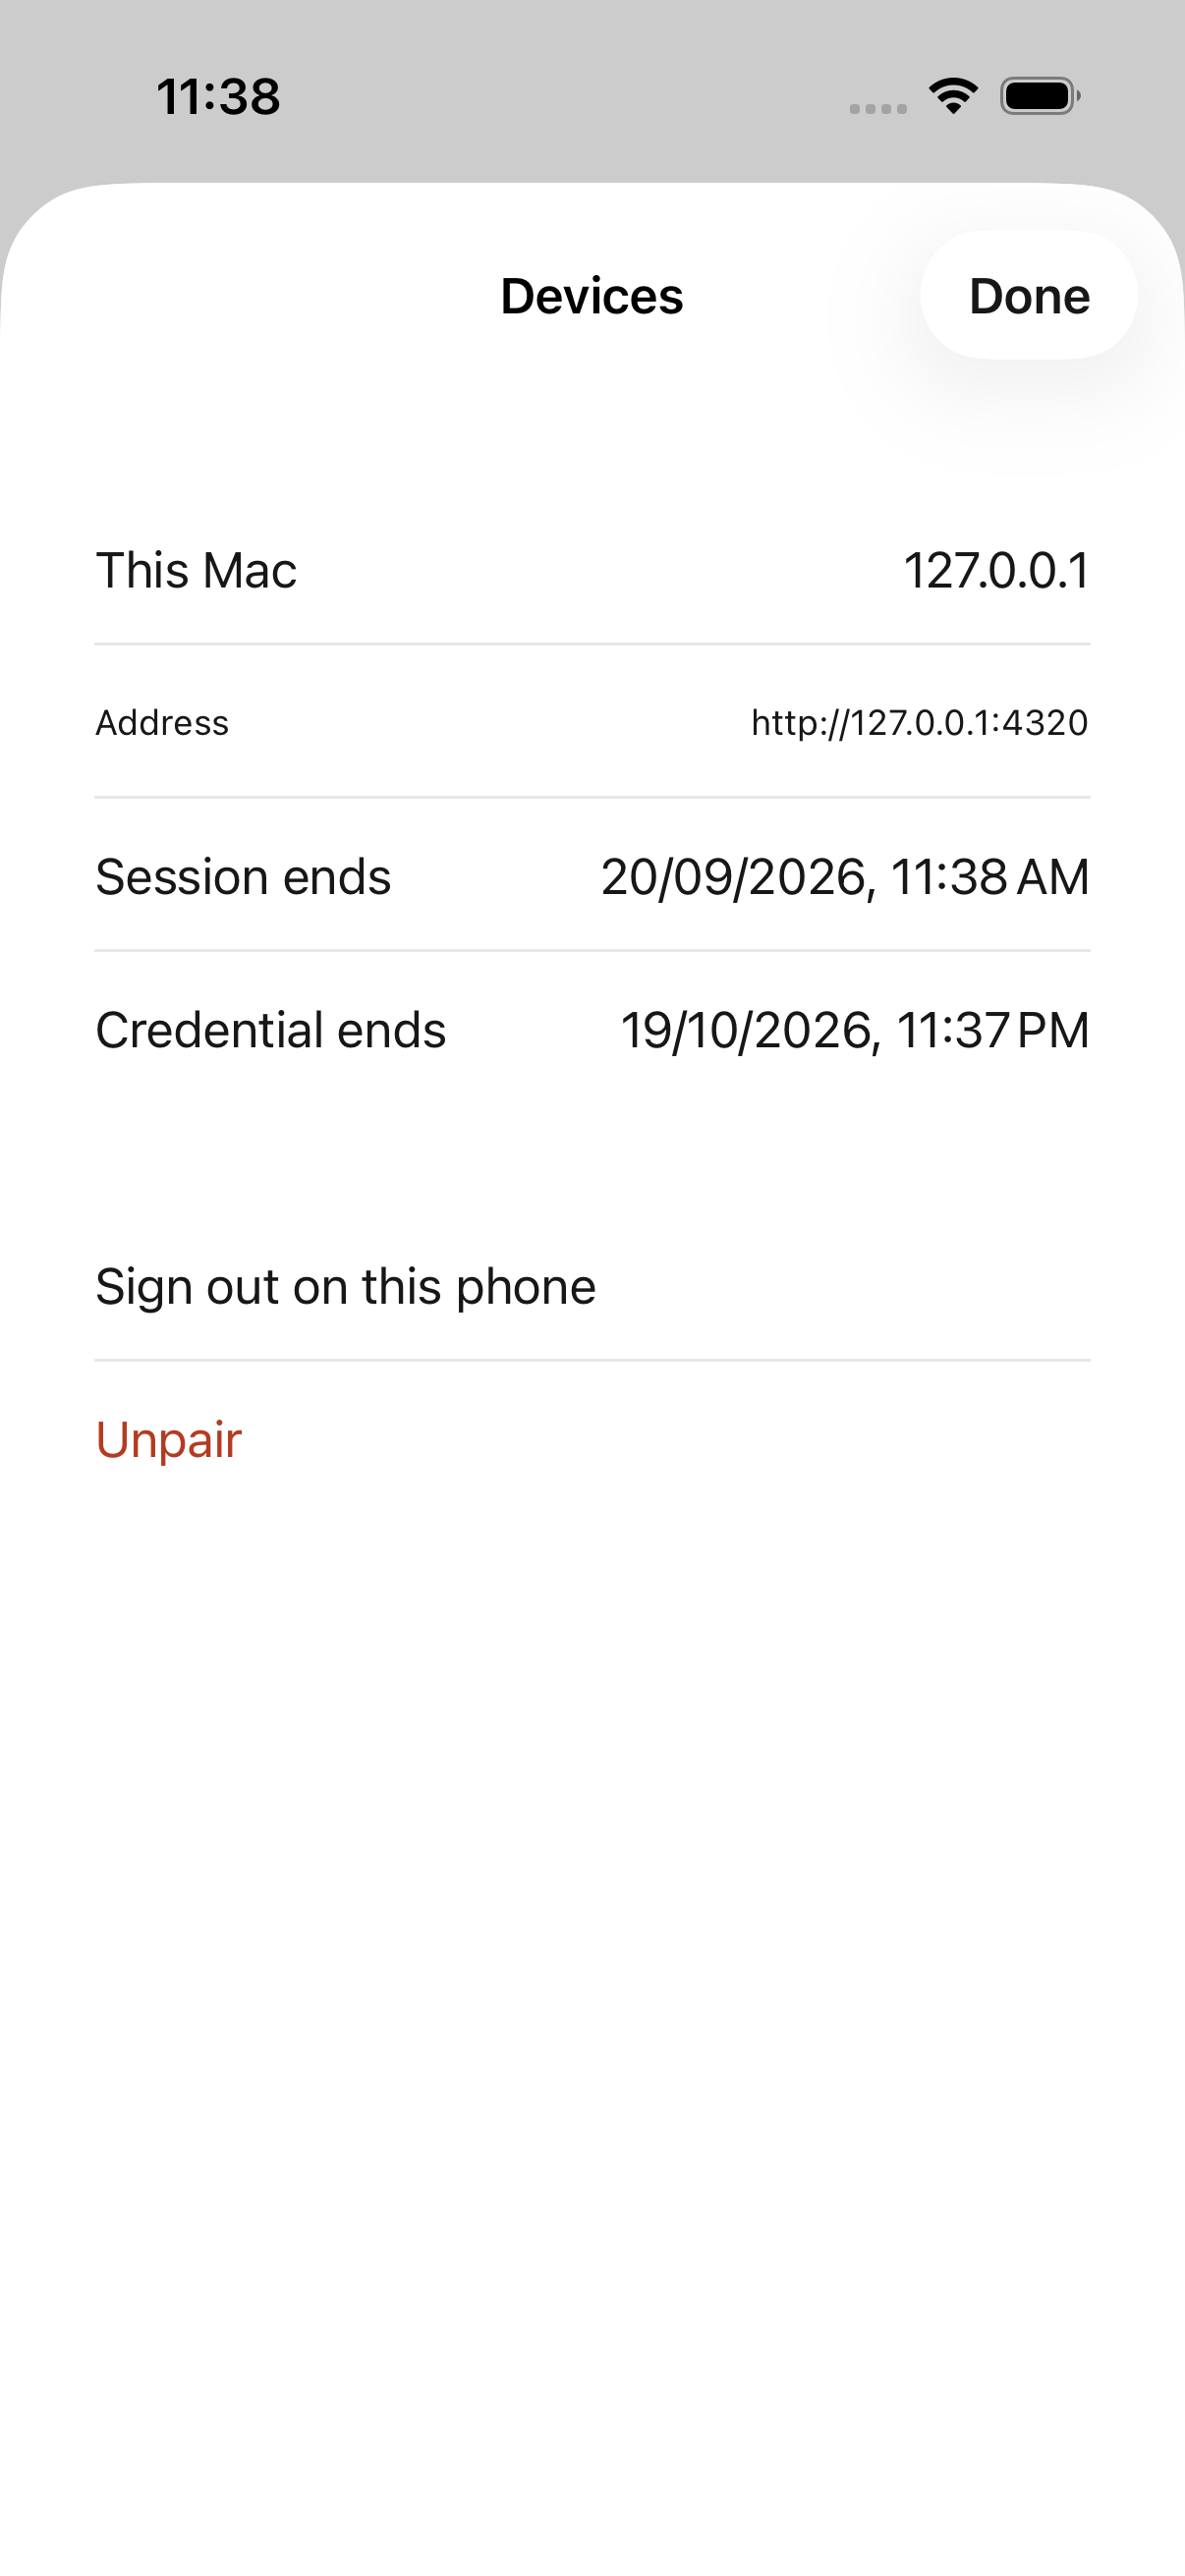 11:38
Devices
Done
This Mac 127.0.0.1
Address http://127.0.0.1:4320
Session ends 20/09/2026, 11:38 AM
Credential ends 19/10/2026, 11:37 PM
Sign out on this phone
Unpair